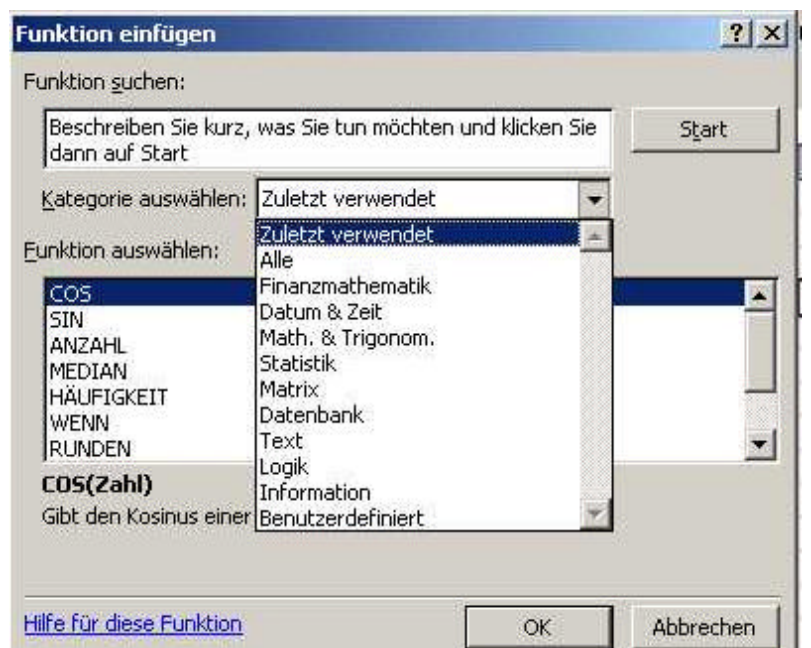 Funktion einfügen
Funktion suchen:
Beschreiben Sie kurz, was Sie tun möchten und klicken Sie
dann auf Start
Start
Kategorie auswählen:
Zuletzt verwendet
Zuletzt verwendet
Alle
Finanzmathematik
Datum & Zeit
Math. & Trigonom.
Statistik
Matrix
Datenbank
Text
Logik
Information
Benutzerdefiniert
Funktion auswählen:
COS
SIN
ANZAHL
MEDIAN
HÄUFIGKEIT
WENN
RUNDEN
COS(Zahl)
Gibt den Kosinus einer
Hilfe für diese Funktion
OK
Abbrechen